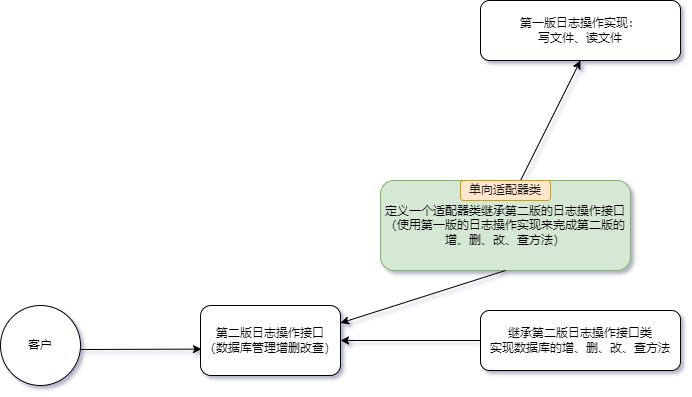 第一版日志操作实现：
写文件、读文件
单向适配器类
定义一个适配器类继承第二版的日志操作接口
（使用第一版的日志操作实现来完成第二版的
增、删、改、查方法）
客户
第二版日志操作接口
（数据库管理增删改查）
继承第二版日志操作接口类
实现数据库的增、删、改、查方法